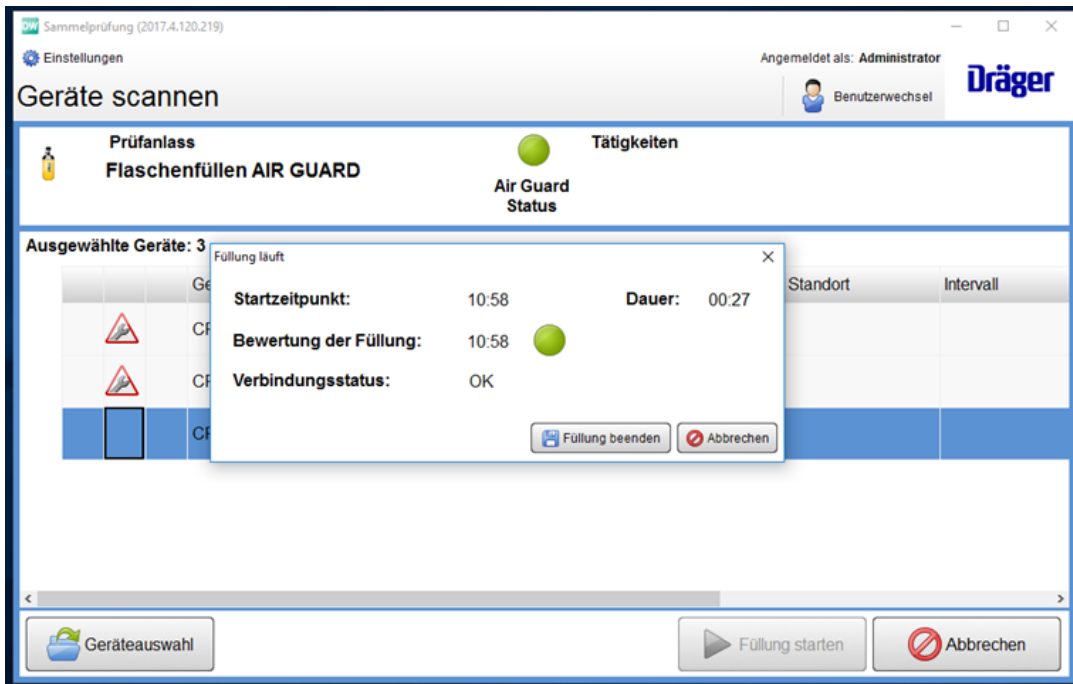 DW Sammelprüfung (2017.4.120.219)
Einstellungen
Angemeldet als: Administrator
Dräger
Geräte scannen
Benutzerwechsel
Prüfanlass
Flaschenfüllen AIR GUARD
Air Guard
Status
Tätigkeiten
Ausgewählte Geräte: 3
Ge Standort Intervall
Füllung läuft
Startzeitpunkt: 10:58 Dauer: 00:27
Bewertung der Füllung: 10:58
Verbindungsstatus: OK
Füllung beenden Abbrechen
Geräteauswahl Füllung starten Abbrechen